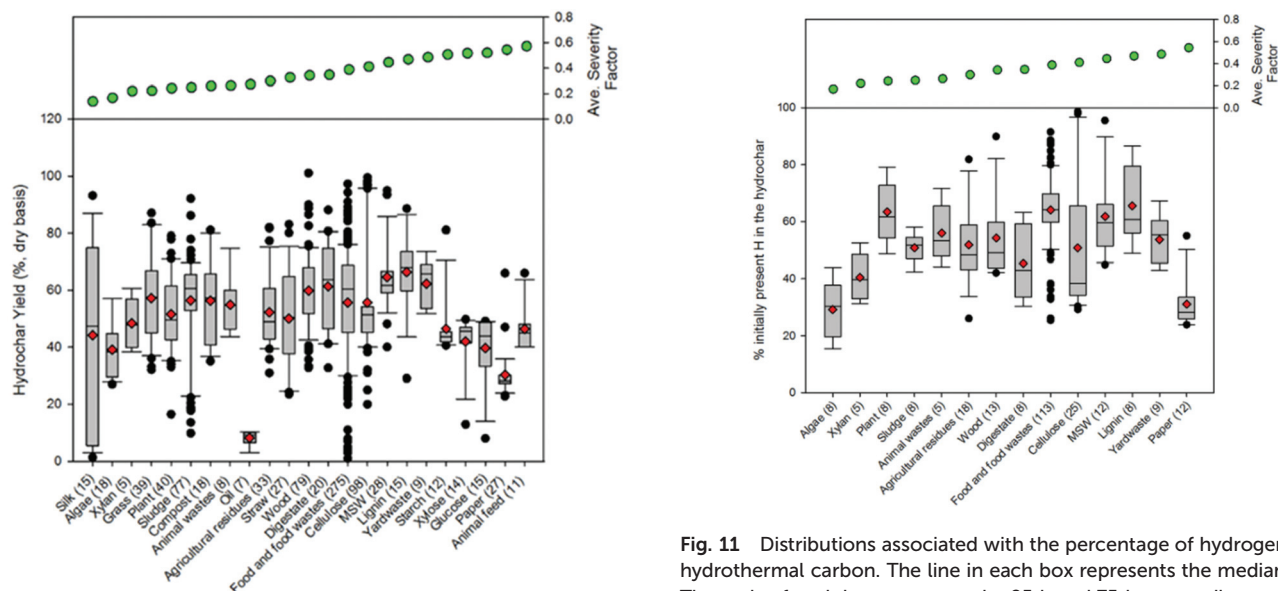 0.8
0.6
0.4
0.2
0.0
Ave. Severity
Factor
120
100
80
60
40
20
0
Hydrochar Yield (%, dry basis)
Silk (15)
Algae (18)
Xylan (5)
Grass (39)
Plant (40)
Sludge (77)
Compost (18)
Animal wastes (8)
Oil (7)
Agricultural residues (33)
Straw (27)
Wood (79)
Digestate (20)
Food and food wastes (275)
Cellulose (98)
MSW (28)
Lignin (15)
Yardwaste (9)
Starch (12)
Xylose (14)
Glucose (15)
Paper (27)
Animal feed (11)
0.8
0.6
0.4
0.2
0.0
Ave. Severity
Factor
100
80
60
40
20
0
% initially present H in the hydrochar
Algae (8)
Xylan (5)
Plant (8)
Sludge (8)
Animal wastes (5)
Agricultural residues (18)
Wood (13)
Digestate (8)
Food and food wastes (113)
Cellulose (25)
MSW (12)
Lignin (8)
Yardwaste (9)
Paper (12)
Fig. 11 Distributions associated with the percentage of hydrogen
hydrothermal carbon. The line in each box represents the median